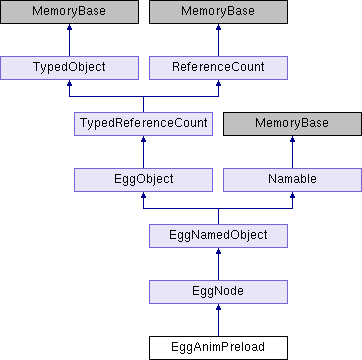 MemoryBase MemoryBase
TypedObject ReferenceCount
TypedReferenceCount MemoryBase
EggObject Namable
EggNamedObject
EggNode
EggAnimPreload